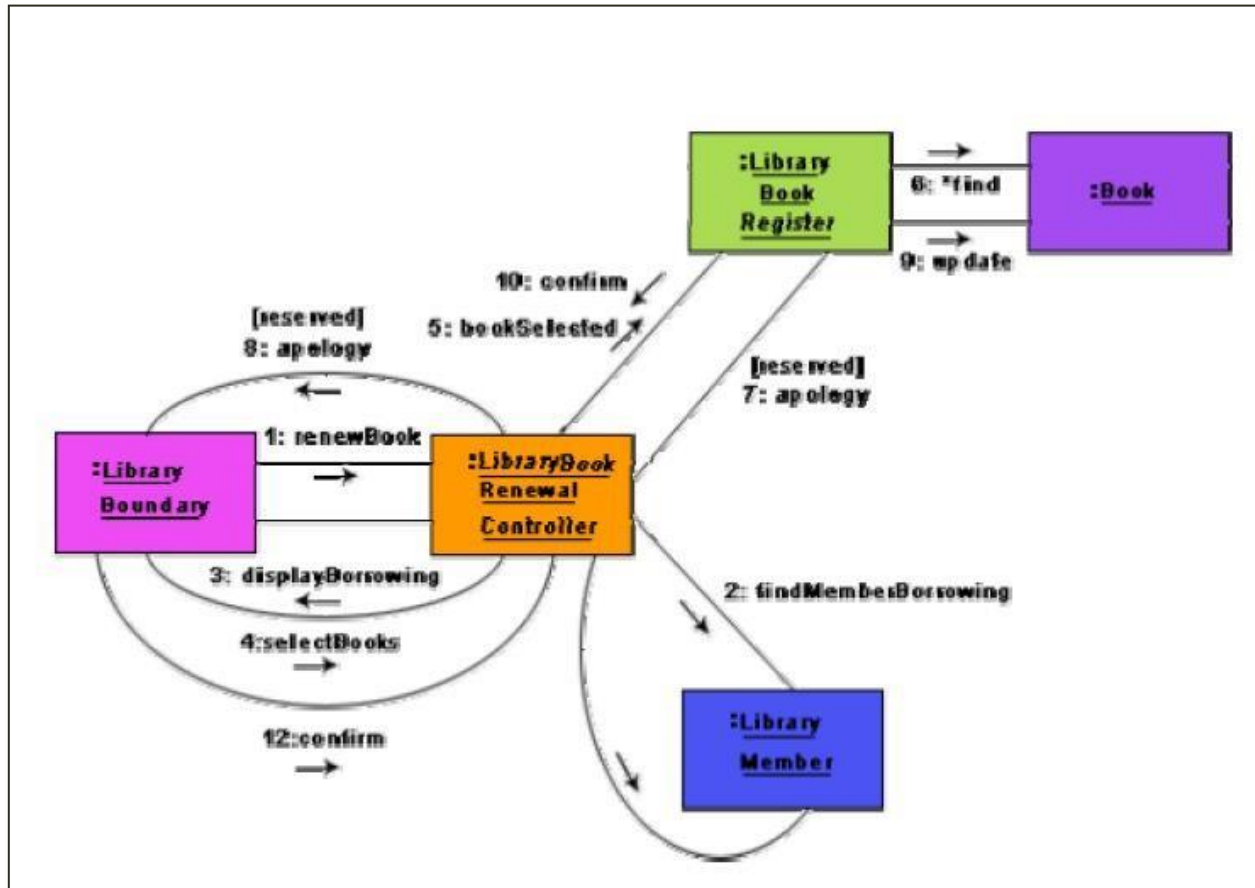 :Library
Book
Register
6: *find
:Book
9: update
10: confirm
5: bookSelected
[reserved]
8: apology
[reserved]
7: apology
1: renewBook
:Library
Boundary
:LibraryBook
Renewal
Controller
3: displayBorrowing
2: findMemberBorrowing
4:selectBooks
:Library
Member
12:confirm